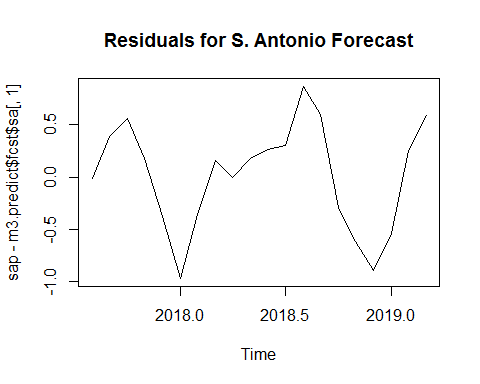 Residuals for S. Antonio Forecast
sap - m3.predict$fcst$sa[, 1]
0.5
0.0
-0.5
-1.0
2018.0 2018.5 2019.0
Time